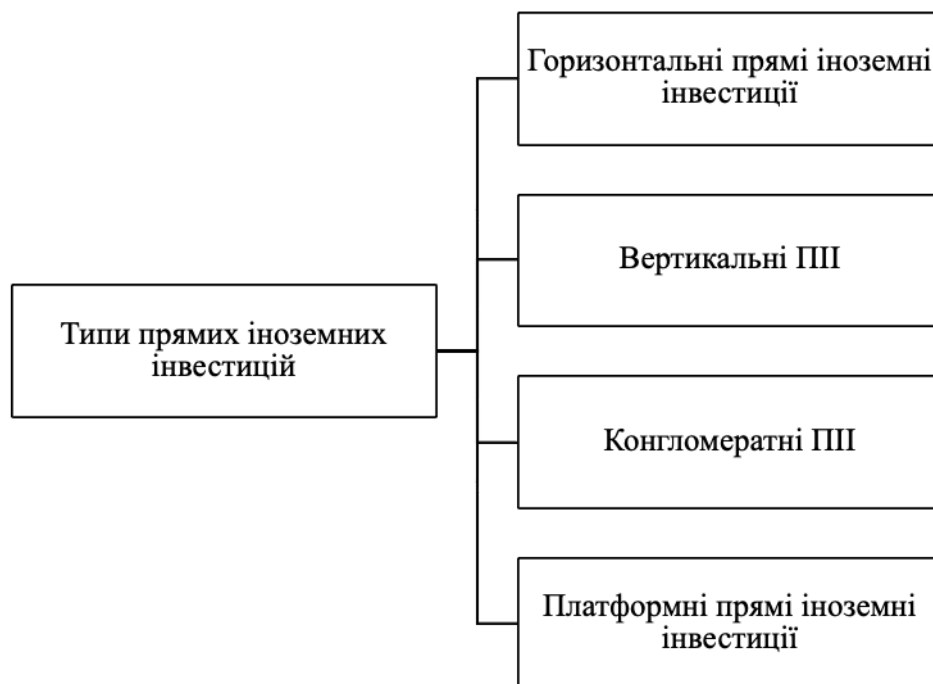 Горизонтальні прямі іноземні
інвестиції
Вертикальні ПІІ
Типи прямих іноземних
інвестицій
Конгломератні ПІІ
Платформні прямі іноземні
інвестиції